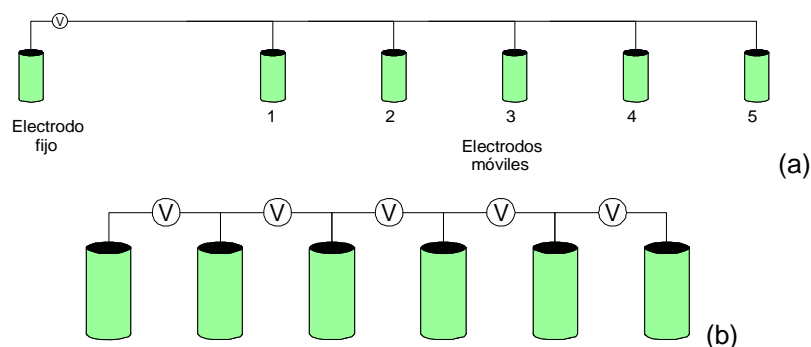 V
1 2 3 4 5
Electrodo
fijo
Electrodos
móviles
(a)
V V V V V
(b)